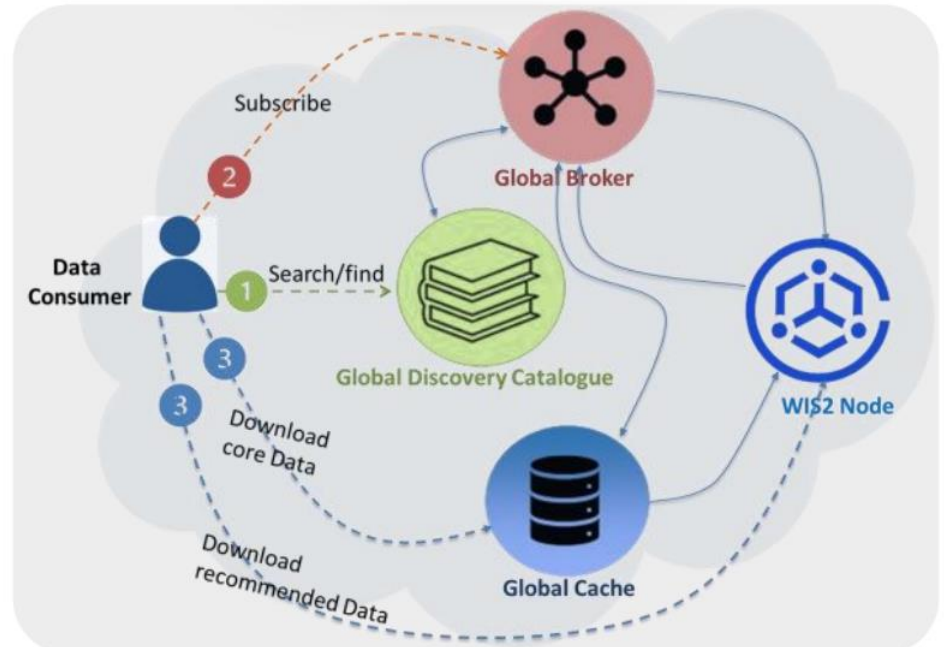 Subscribe
2
Global Broker
Data
Consumer
1
Search/find
3
Global Discovery Catalogue
3
WIS2 Node
Download
core Data
Download
recommended Data
Global Cache